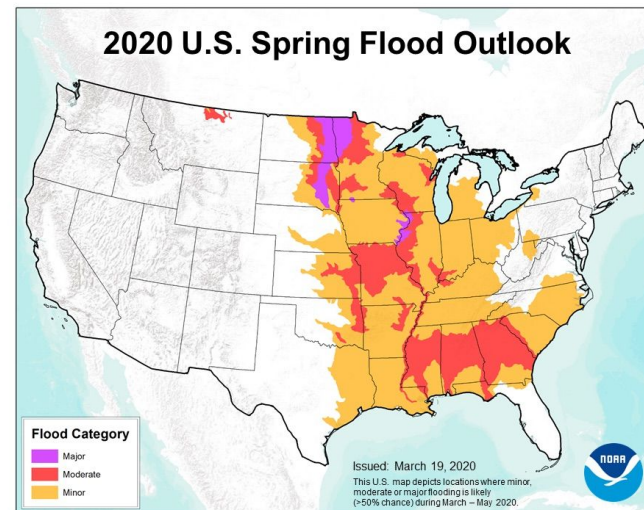 2020 U.S. Spring Flood Outlook
Flood Category
Major
Moderate
Minor
Issued: March 19, 2020
This U.S. map depicts locations where minor,
moderate or major flooding is likely
(>50% chance) during March – May 2020.
NOAA